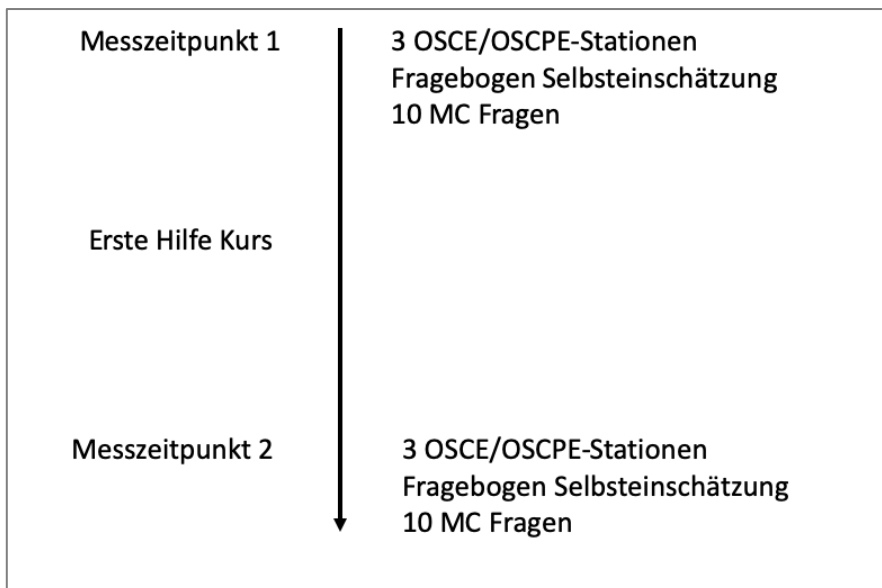 Messzeitpunkt 1
3 OSCE/OSCPE-Stationen
Fragebogen Selbsteinschätzung
10 MC Fragen
Erste Hilfe Kurs
Messzeitpunkt 2
3 OSCE/OSCPE-Stationen
Fragebogen Selbsteinschätzung
10 MC Fragen